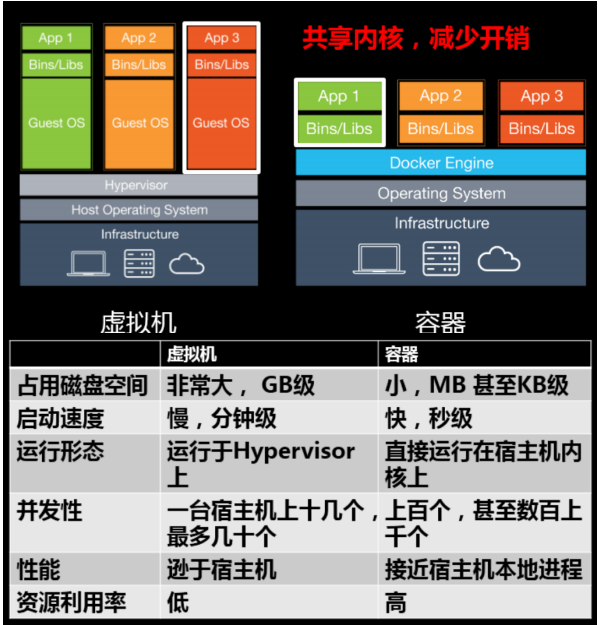 App 1
App 2
App 3
Bins/Libs
Bins/Libs
Bins/Libs
Guest OS
Guest OS
Guest OS
Hypervisor
Host Operating System
Infrastructure
共享内核，减少开销
App 1
App 2
App 3
Bins/Libs
Bins/Libs
Bins/Libs
Docker Engine
Operating System
Infrastructure
虚拟机
容器
虚拟机
容器
占用磁盘空间
非常大，GB级
小，MB 甚至KB级
启动速度
慢，分钟级
快，秒级
运行形态
运行于Hypervisor
上
直接运行在宿主机内
核上
并发性
一台宿主机上十几个，
最多几十个
上百个，甚至数百上
千个
性能
逊于宿主机
接近宿主机本地进程
资源利用率
低
高